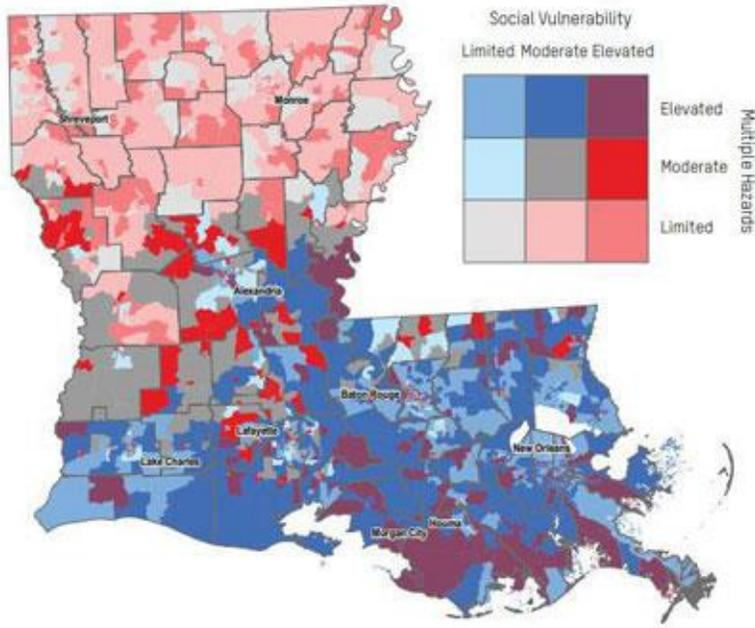 Social Vulnerability
Limited Moderate Elevated
Elevated
Moderate
Limited
Multiple Hazards
Shreveport
Monroe
Alexandria
Baton Rouge
Lafayette
Lake Charles
New Orleans
Houma
Morgan City